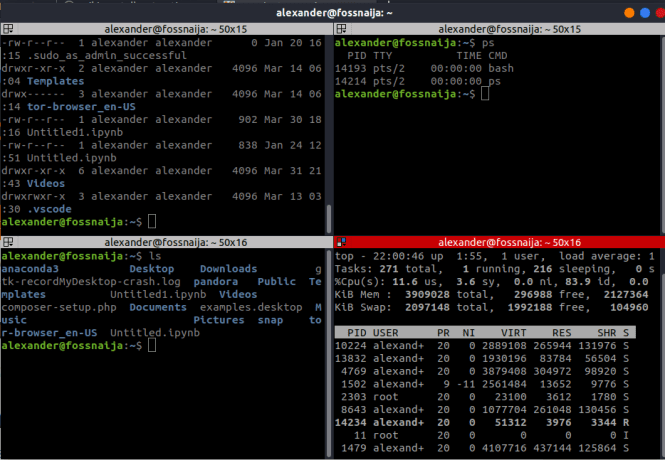 alexander@fossnaija: ~
alexander@fossnaija: ~ 50x15
-rw-r--r--  1 alexander alexander     0 Jan 20 16
:15 .sudo_as_admin_successful
drwxr-xr-x  2 alexander alexander  4096 Mar 14 06
:04 Templates
drwx------  3 alexander alexander  4096 Mar 14 06
:14 tor-browser_en-US
-rw-r--r--  1 alexander alexander   902 Mar 30 18
:16 Untitled1.ipynb
-rw-r--r--  1 alexander alexander   838 Jan 24 12
:51 Untitled.ipynb
drwxr-xr-x  6 alexander alexander  4096 Mar 31 21
:43 Videos
drwxrwxr-x  3 alexander alexander  4096 Mar 13 03
:30 .vscode
alexander@fossnaija:~$
alexander@fossnaija: ~ 50x15
alexander@fossnaija:~$ ps
  PID TTY          TIME CMD
14193 pts/2    00:00:00 bash
14214 pts/2    00:00:00 ps
alexander@fossnaija:~$
alexander@fossnaija: ~ 50x16
alexander@fossnaija:~$ ls
anaconda3          Desktop    Downloads         g
tk-recordMyDesktop-crash.log  pandora   Public  Te
mplates         Untitled1.ipynb  Videos
composer-setup.php  Documents  examples.desktop  M
usic                Pictures  snap    to
r-browser_en-US  Untitled.ipynb
alexander@fossnaija:~$
alexander@fossnaija: ~ 50x16
top - 22:00:46 up  1:55,  1 user,  load average: 1
Tasks: 271 total,   1 running, 216 sleeping,   0 s
%Cpu(s): 11.6 us,  3.6 sy,  0.0 ni, 83.9 id,  0.0
KiB Mem :  3909028 total,   296988 free,  2127364
KiB Swap:  2097148 total,  1992188 free,   104960
  PID USER      PR  NI    VIRT    RES    SHR S
10224 alexand+  20   0 2889108 265944 131976 S
13832 alexand+  20   0 1930196  83784  56504 S
 4769 alexand+  20   0 3879408 304972  98920 S
 1502 alexand+   9 -11 2561484  13652   9776 S
 2303 root      20   0   23100   3612   1780 S
 8643 alexand+  20   0 1077704 261048 130456 S
14234 alexand+  20   0   51312   3976   3344 R
   11 root      20   0       0      0      0 I
 1479 alexand+  20   0 4107716 437144 125864 S